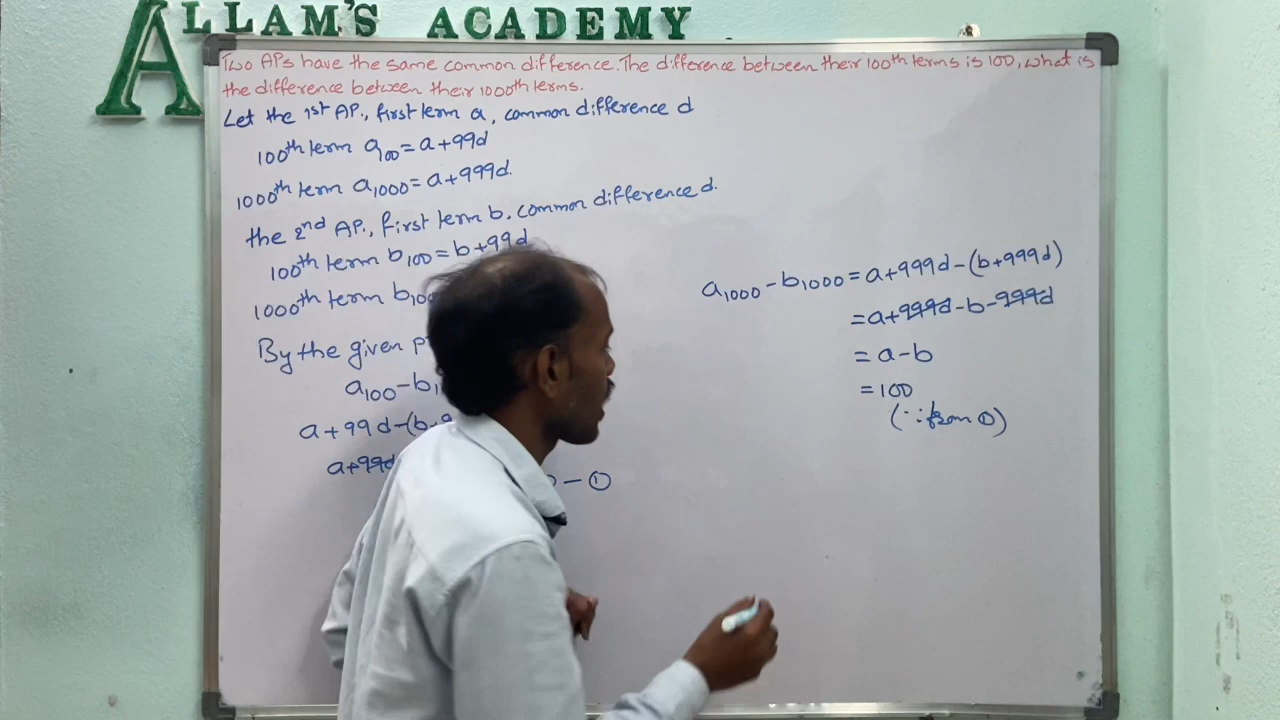 ALLAM'S ACADEMY
Two APs have the same common difference. The difference between their 100th terms is 100, what is
the difference between their 1000th terms.
Let the 1st AP., first term a, common difference d
100th term a100 = a+99d
1000th term a1000 = a+999d.
the 2nd AP., first term b, common difference d.
100th term b100 = b+99d
1000th term
By the given
a100 - b
a+99d-(b
a+99d
- ①
a1000 - b1000 = a+999d-(b+999d)
= a+999d-b-999d
= a-b
= 100
(∵ from ①)